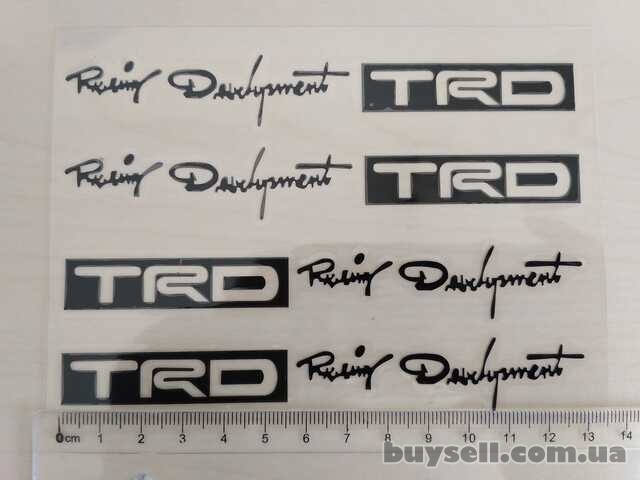 Racing Development TRD
Racing Development TRD
TRD Racing Development
TRD Racing Development
0cm 1 2 3 4 5 6 7 8 9 10 11 12 13 14
buysell.com.ua